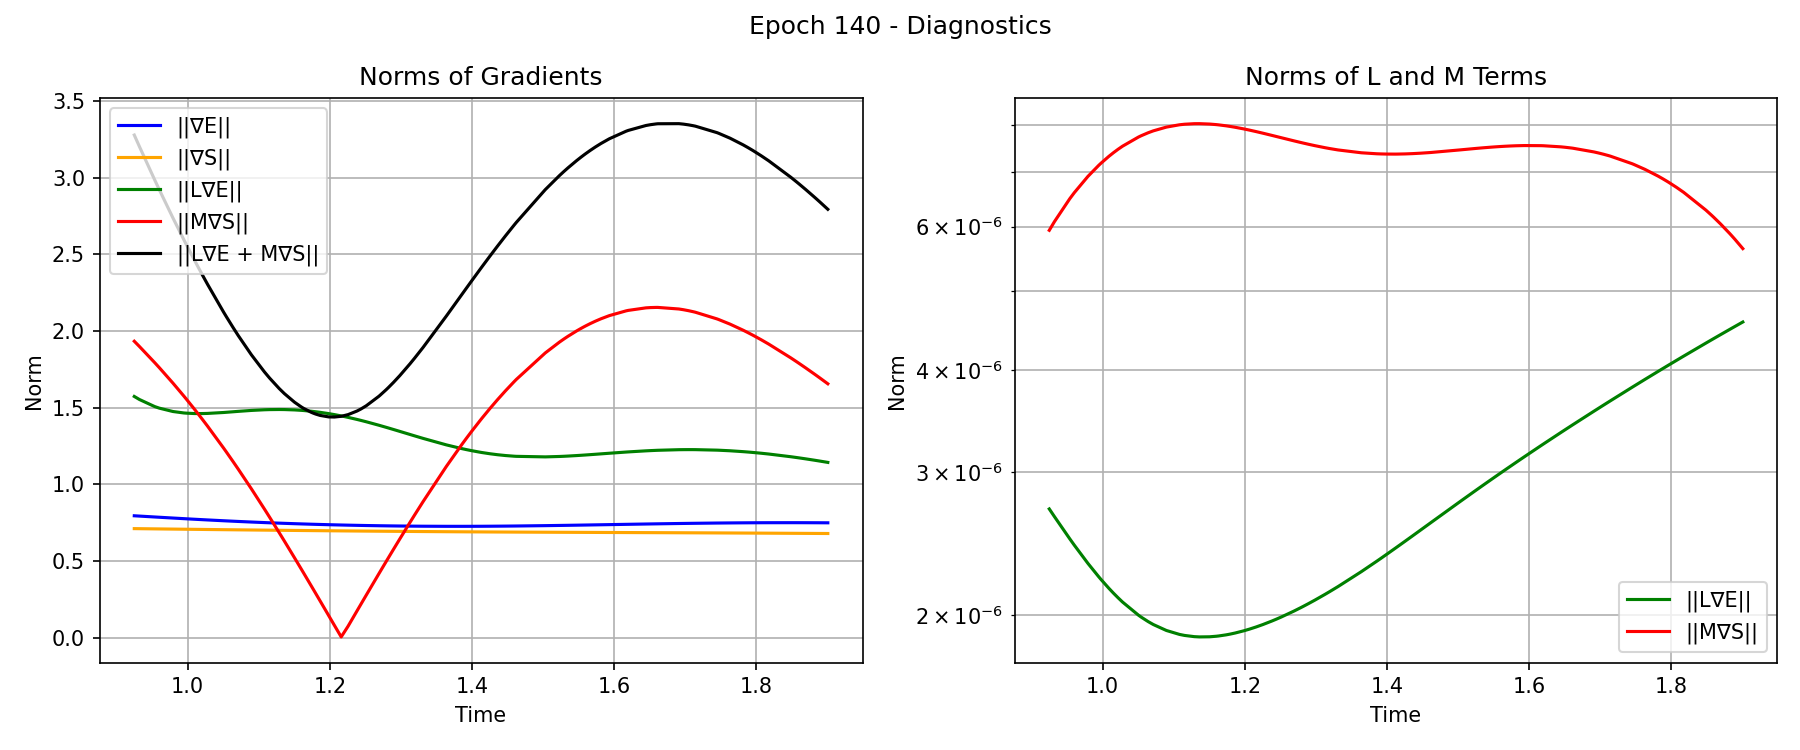 Epoch 140 - Diagnostics
Norms of Gradients
3.5
3.0
2.5
2.0
1.5
1.0
0.5
0.0
Norm
||∇E||
||∇S||
||L∇E||
||M∇S||
||L∇E + M∇S||
1.0 1.2 1.4 1.6 1.8
Time
Norms of L and M Terms
6 × 10⁻⁶
4 × 10⁻⁶
3 × 10⁻⁶
2 × 10⁻⁶
Norm
||L∇E||
||M∇S||
1.0 1.2 1.4 1.6 1.8
Time